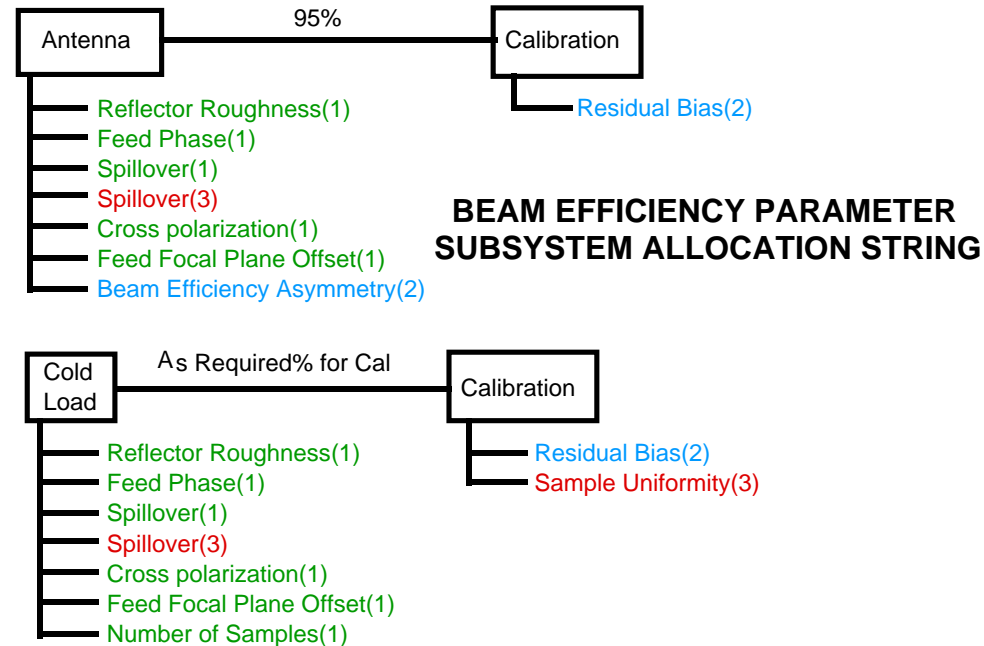 95%
Antenna
Calibration
Reflector Roughness(1)
Feed Phase(1)
Spillover(1)
Spillover(3)
Cross polarization(1)
Feed Focal Plane Offset(1)
Beam Efficiency Asymmetry(2)
Residual Bias(2)
BEAM EFFICIENCY PARAMETER
SUBSYSTEM ALLOCATION STRING
As Required% for Cal
Cold
Load
Calibration
Reflector Roughness(1)
Feed Phase(1)
Spillover(1)
Spillover(3)
Cross polarization(1)
Feed Focal Plane Offset(1)
Number of Samples(1)
Residual Bias(2)
Sample Uniformity(3)